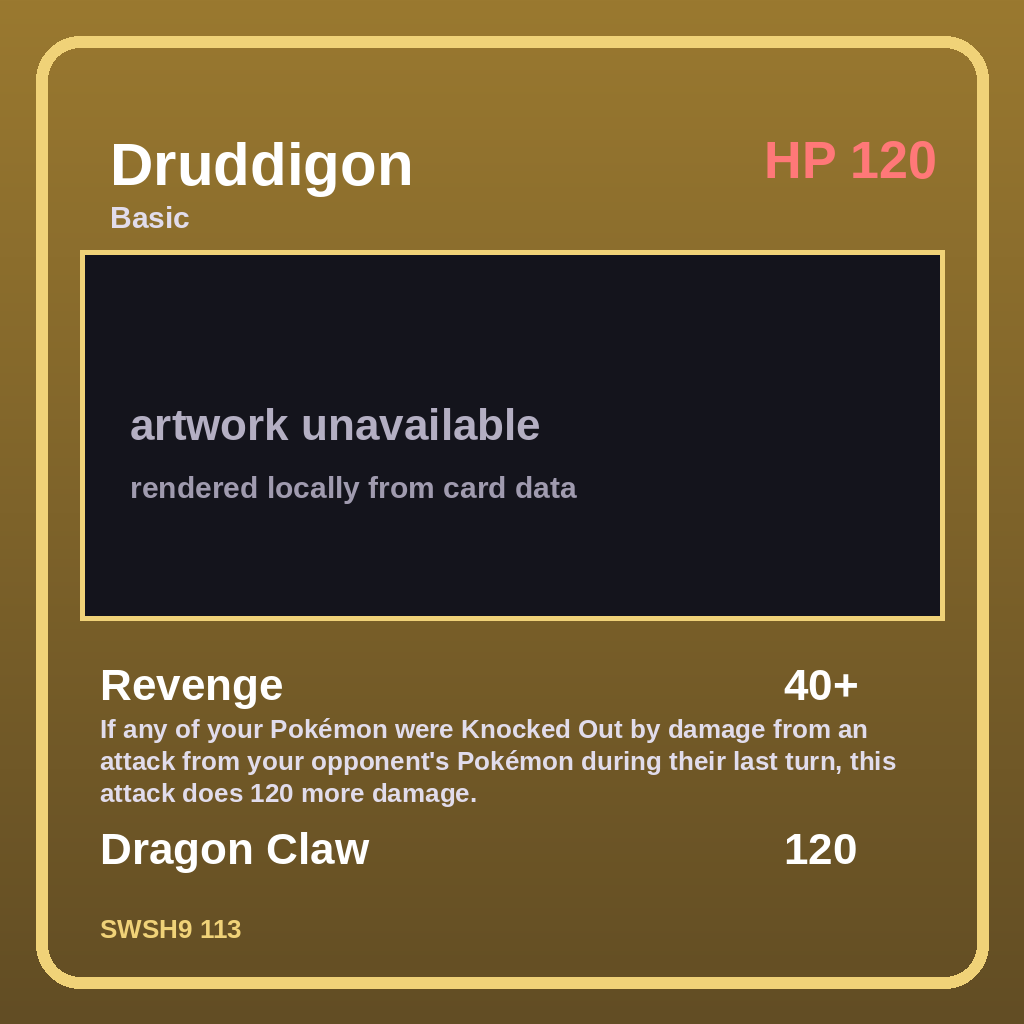 Druddigon
HP 120
Basic
artwork unavailable
rendered locally from card data
Revenge
40+
If any of your Pokémon were Knocked Out by damage from an
attack from your opponent's Pokémon during their last turn, this
attack does 120 more damage.
Dragon Claw
120
SWSH9 113